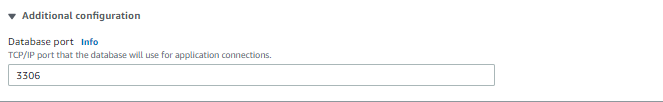 Additional configuration
Database port Info
TCP/IP port that the database will use for application connections.
3306